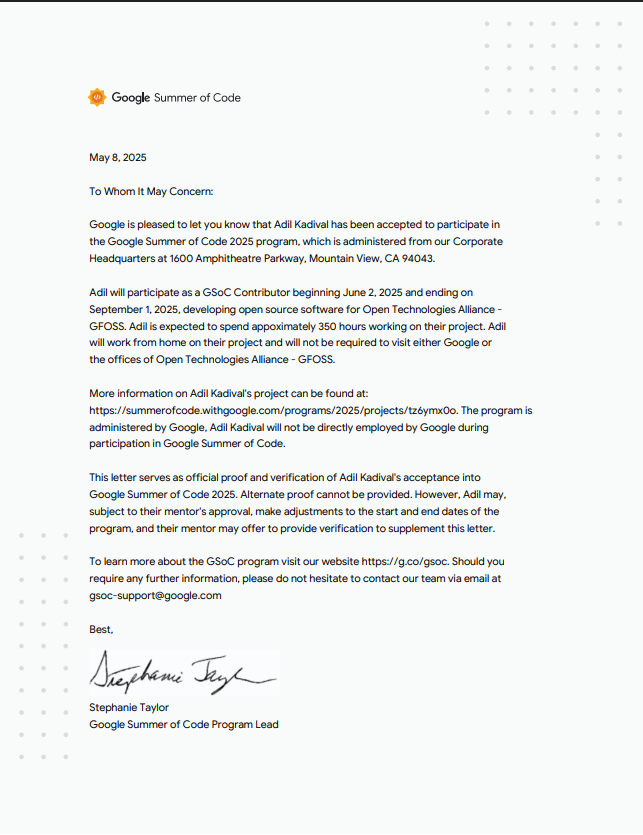 Google Summer of Code
May 8, 2025
To Whom It May Concern:
Google is pleased to let you know that Adil Kadival has been accepted to participate in
the Google Summer of Code 2025 program, which is administered from our Corporate
Headquarters at 1600 Amphitheatre Parkway, Mountain View, CA 94043.
Adil will participate as a GSoC Contributor beginning June 2, 2025 and ending on
September 1, 2025, developing open source software for Open Technologies Alliance -
GFOSS. Adil is expected to spend appoximately 350 hours working on their project. Adil
will work from home on their project and will not be required to visit either Google or
the offices of Open Technologies Alliance - GFOSS.
More information on Adil Kadival's project can be found at:
https://summerofcode.withgoogle.com/programs/2025/projects/tz6ymx0o. The program is
administered by Google, Adil Kadival will not be directly employed by Google during
participation in Google Summer of Code.
This letter serves as official proof and verification of Adil Kadival's acceptance into
Google Summer of Code 2025. Alternate proof cannot be provided. However, Adil may,
subject to their mentor's approval, make adjustments to the start and end dates of the
program, and their mentor may offer to provide verification to supplement this letter.
To learn more about the GSoC program visit our website https://g.co/gsoc. Should you
require any further information, please do not hesitate to contact our team via email at
gsoc-support@google.com
Best,
Stephanie Taylor
Stephanie Taylor
Google Summer of Code Program Lead